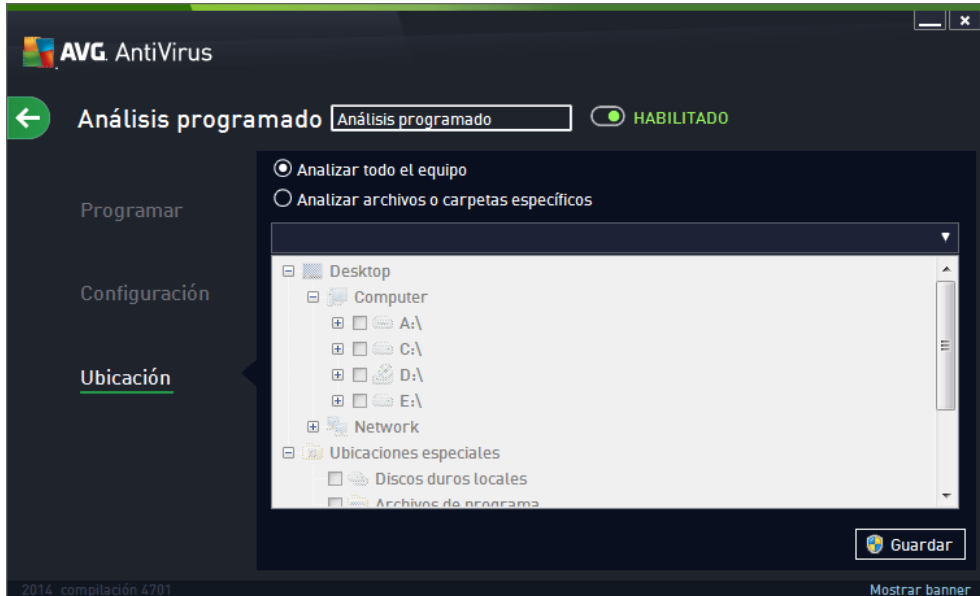 AVG. AntiVirus
Análisis programado Análisis programado HABILITADO
Analizar todo el equipo
Analizar archivos o carpetas específicos
Programar
Configuración
Ubicación
Desktop
Computer
A:\
C:\
D:\
E:\
Network
Ubicaciones especiales
Discos duros locales
Archivos de programa
Guardar
2014 compilación 4701
Mostrar banner